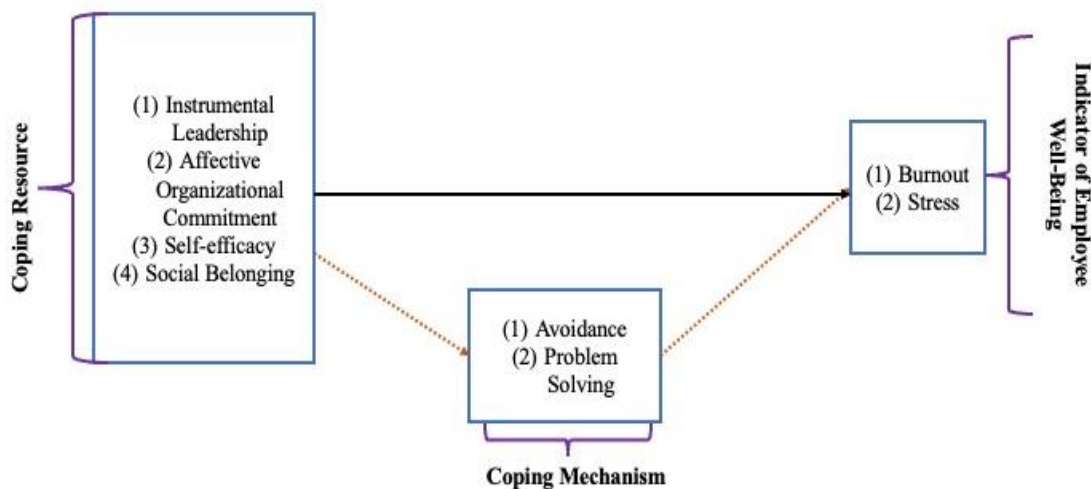 Coping Resource
(1) Instrumental
Leadership
(2) Affective
Organizational
Commitment
(3) Self-efficacy
(4) Social Belonging
(1) Avoidance
(2) Problem
Solving
Coping Mechanism
(1) Burnout
(2) Stress
Indicator of Employee
Well-Being